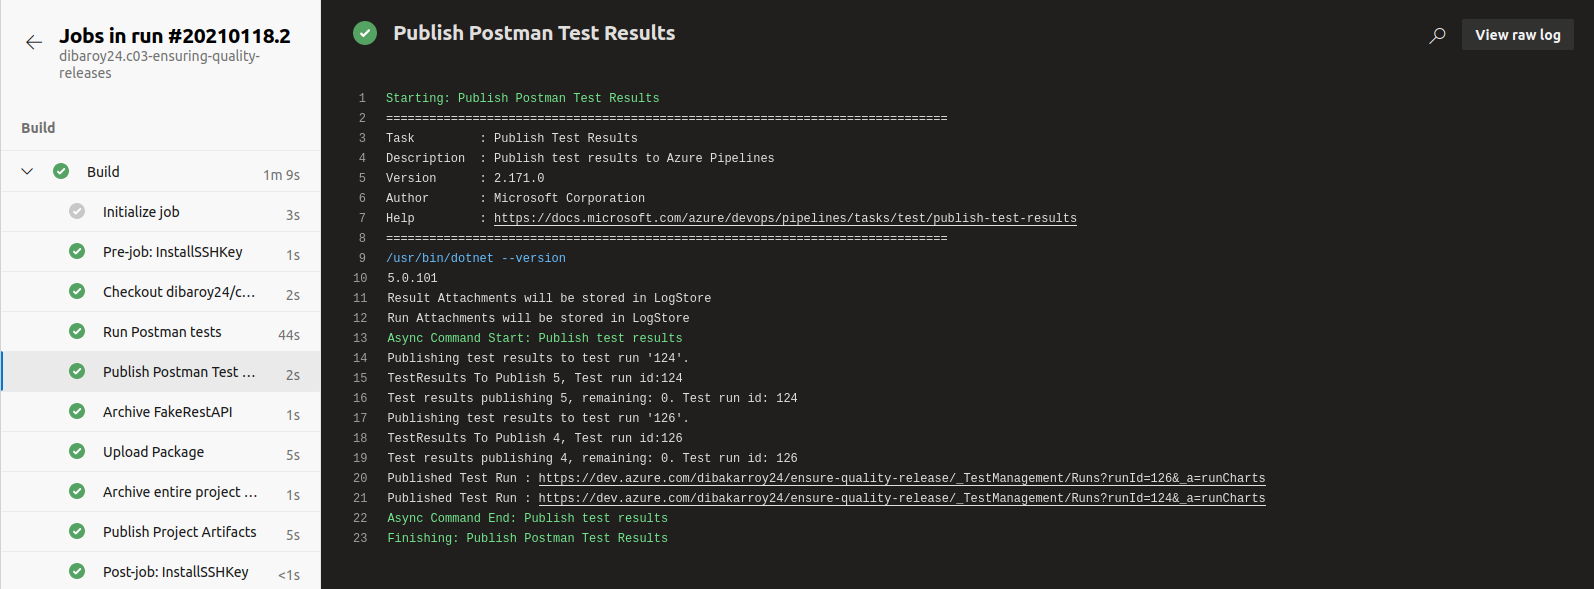 Jobs in run #20210118.2
dibaroy24.c03-ensuring-quality-
releases
Build
Build 1m 9s
Initialize job 3s
Pre-job: InstallSSHKey 1s
Checkout dibaroy24/c... 2s
Run Postman tests 44s
Publish Postman Test ... 2s
Archive FakeRestAPI 1s
Upload Package 5s
Archive entire project ... 1s
Publish Project Artifacts 5s
Post-job: InstallSSHKey <1s
Publish Postman Test Results
View raw log
1 Starting: Publish Postman Test Results
2 ==============================================================================
3 Task         : Publish Test Results
4 Description  : Publish test results to Azure Pipelines
5 Version      : 2.171.0
6 Author       : Microsoft Corporation
7 Help         : https://docs.microsoft.com/azure/devops/pipelines/tasks/test/publish-test-results
8 ==============================================================================
9 /usr/bin/dotnet --version
10 5.0.101
11 Result Attachments will be stored in LogStore
12 Run Attachments will be stored in LogStore
13 Async Command Start: Publish test results
14 Publishing test results to test run '124'.
15 TestResults To Publish 5, Test run id:124
16 Test results publishing 5, remaining: 0. Test run id: 124
17 Publishing test results to test run '126'.
18 TestResults To Publish 4, Test run id:126
19 Test results publishing 4, remaining: 0. Test run id: 126
20 Published Test Run : https://dev.azure.com/dibakarroy24/ensure-quality-release/_TestManagement/Runs?runId=126&_a=runCharts
21 Published Test Run : https://dev.azure.com/dibakarroy24/ensure-quality-release/_TestManagement/Runs?runId=124&_a=runCharts
22 Async Command End: Publish test results
23 Finishing: Publish Postman Test Results